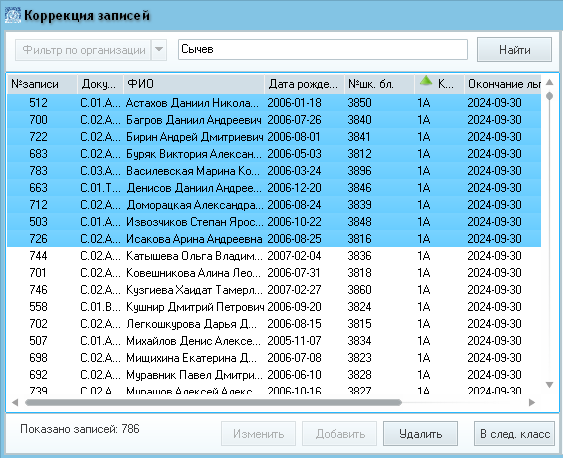 Коррекция записей
Фильтр по организации Сычев Найти
№записи Доку... ФИО Дата рожде... №шк. бл. К... Окончание льг
512 С.01.А... Астахов Даниил Никола... 2006-01-18 3850 1А 2024-09-30
700 С.02.А... Багров Даниил Андреевич 2006-07-26 3840 1А 2024-09-30
722 С.02.А... Бирин Андрей Дмитриевич 2006-08-01 3841 1А 2024-09-30
683 С.02.А... Буряк Виктория Алексан... 2006-05-03 3812 1А 2024-09-30
783 С.03.А... Василевская Марина Ко... 2006-03-24 3896 1А 2024-09-30
663 С.01.Т... Денисов Даниил Андрее... 2006-12-20 3846 1А 2024-09-30
712 С.02.А... Доморацкая Александра... 2006-08-24 3839 1А 2024-09-30
503 С.01.А... Извозчиков Степан Ярос... 2006-10-22 3848 1А 2024-09-30
726 С.02.А... Исакова Арина Андреевна 2006-08-25 3816 1А 2024-09-30
744 С.02.А... Катышева Ольга Владим... 2007-02-04 3836 1А 2024-09-30
701 С.02.А... Ковешникова Алина Лео... 2006-07-31 3818 1А 2024-09-30
746 С.02.А... Кузгиева Хаидат Тамерл... 2007-02-27 3860 1А 2024-09-30
558 С.01.В... Кушнир Дмитрий Петрович 2006-09-20 3824 1А 2024-09-30
702 С.02.А... Легкошкурова Дарья Д... 2006-08-15 3815 1А 2024-09-30
507 С.01.А... Михайлов Денис Алексе... 2005-11-07 3834 1А 2024-09-30
698 С.02.А... Мищихина Екатерина Д... 2006-07-08 3823 1А 2024-09-30
692 С.02.А... Муравник Павел Дмитри... 2006-06-10 3828 1А 2024-09-30
739 С.02.А... Мурашов Алексей Алекс... 2006-10-16 3827 1А 2024-09-30
Показано записей: 786 Изменить Добавить Удалить В след. класс